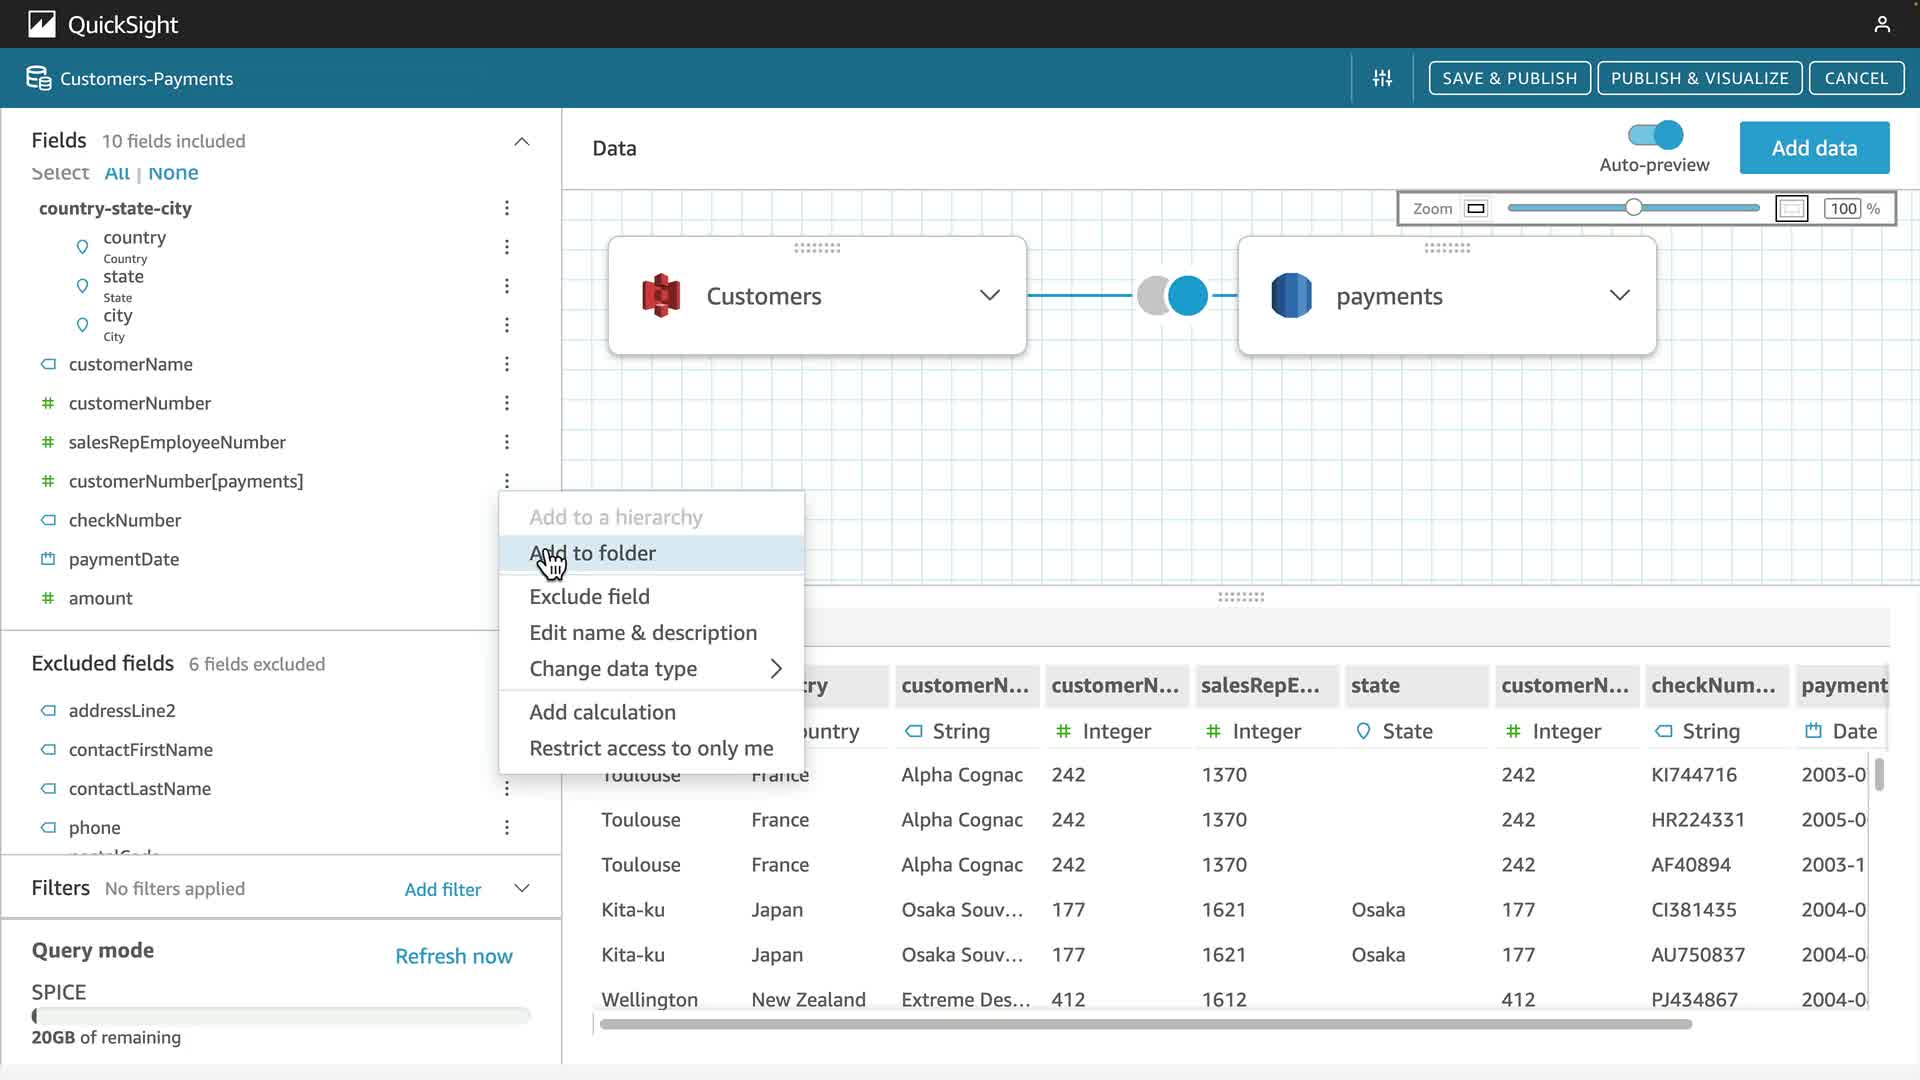 QuickSight
Customers-Payments
SAVE & PUBLISH
PUBLISH & VISUALIZE
CANCEL
Fields 10 fields included
Select All | None
country-state-city
country
Country
state
State
city
City
customerName
customerNumber
salesRepEmployeeNumber
customerNumber[payments]
checkNumber
paymentDate
amount
Excluded fields 6 fields excluded
addressLine2
contactFirstName
contactLastName
phone
Filters No filters applied Add filter
Query mode Refresh now
SPICE
20GB of remaining
Data
Auto-preview
Add data
Zoom 100 %
Customers
payments
Add to a hierarchy
Add to folder
Exclude field
Edit name & description
Change data type
Add calculation
Restrict access to only me
ry customerN... customerN... salesRepE... state customerN... checkNum... payment
ountry String Integer Integer State Integer String Date
Toulouse France Alpha Cognac 242 1370 242 KI744716 2003-0
Toulouse France Alpha Cognac 242 1370 242 HR224331 2005-0
Toulouse France Alpha Cognac 242 1370 242 AF40894 2003-1
Kita-ku Japan Osaka Souv... 177 1621 Osaka 177 CI381435 2004-0
Kita-ku Japan Osaka Souv... 177 1621 Osaka 177 AU750837 2004-0
Wellington New Zealand Extreme Des... 412 1612 412 PJ434867 2004-0